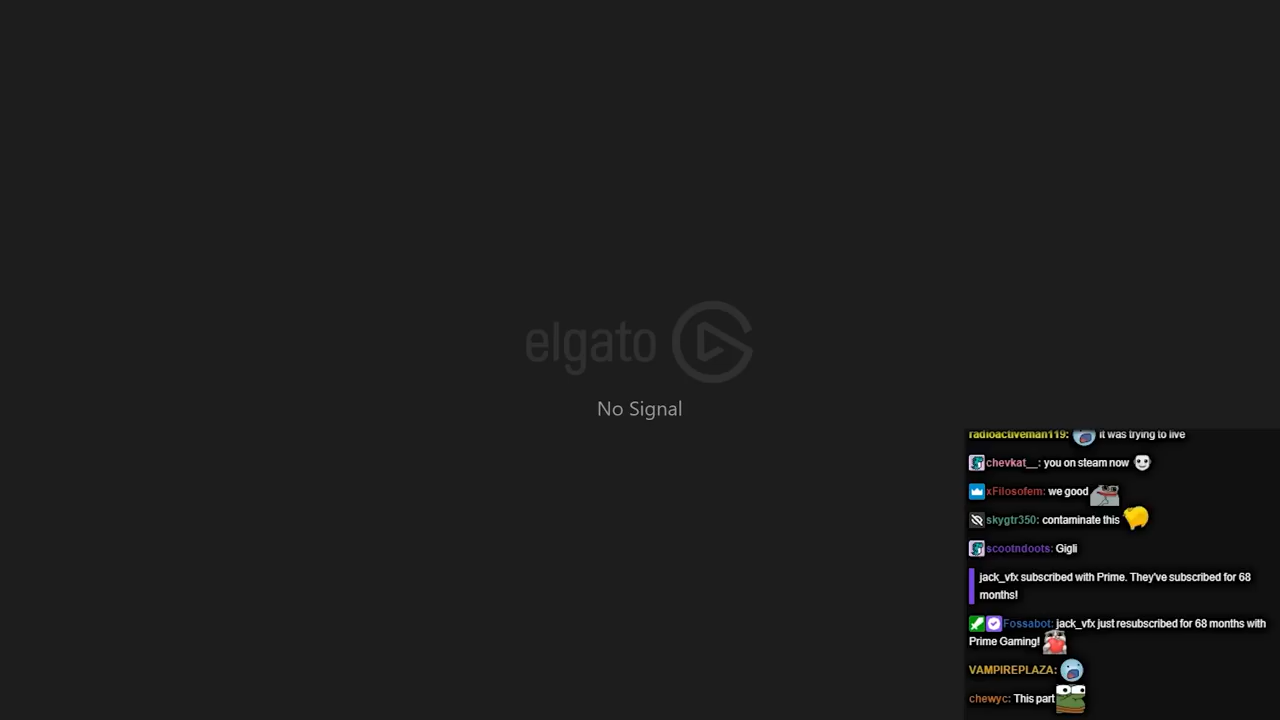 elgato
No Signal
radioactiveman119: it was trying to live
chevkat__: you on steam now
xFilosofem: we good
skygtr350: contaminate this
scootndoots: Gigli
jack_vfx subscribed with Prime. They've subscribed for 68
months!
Fossabot: jack_vfx just resubscribed for 68 months with
Prime Gaming!
VAMPIREPLAZA:
chewyc: This part